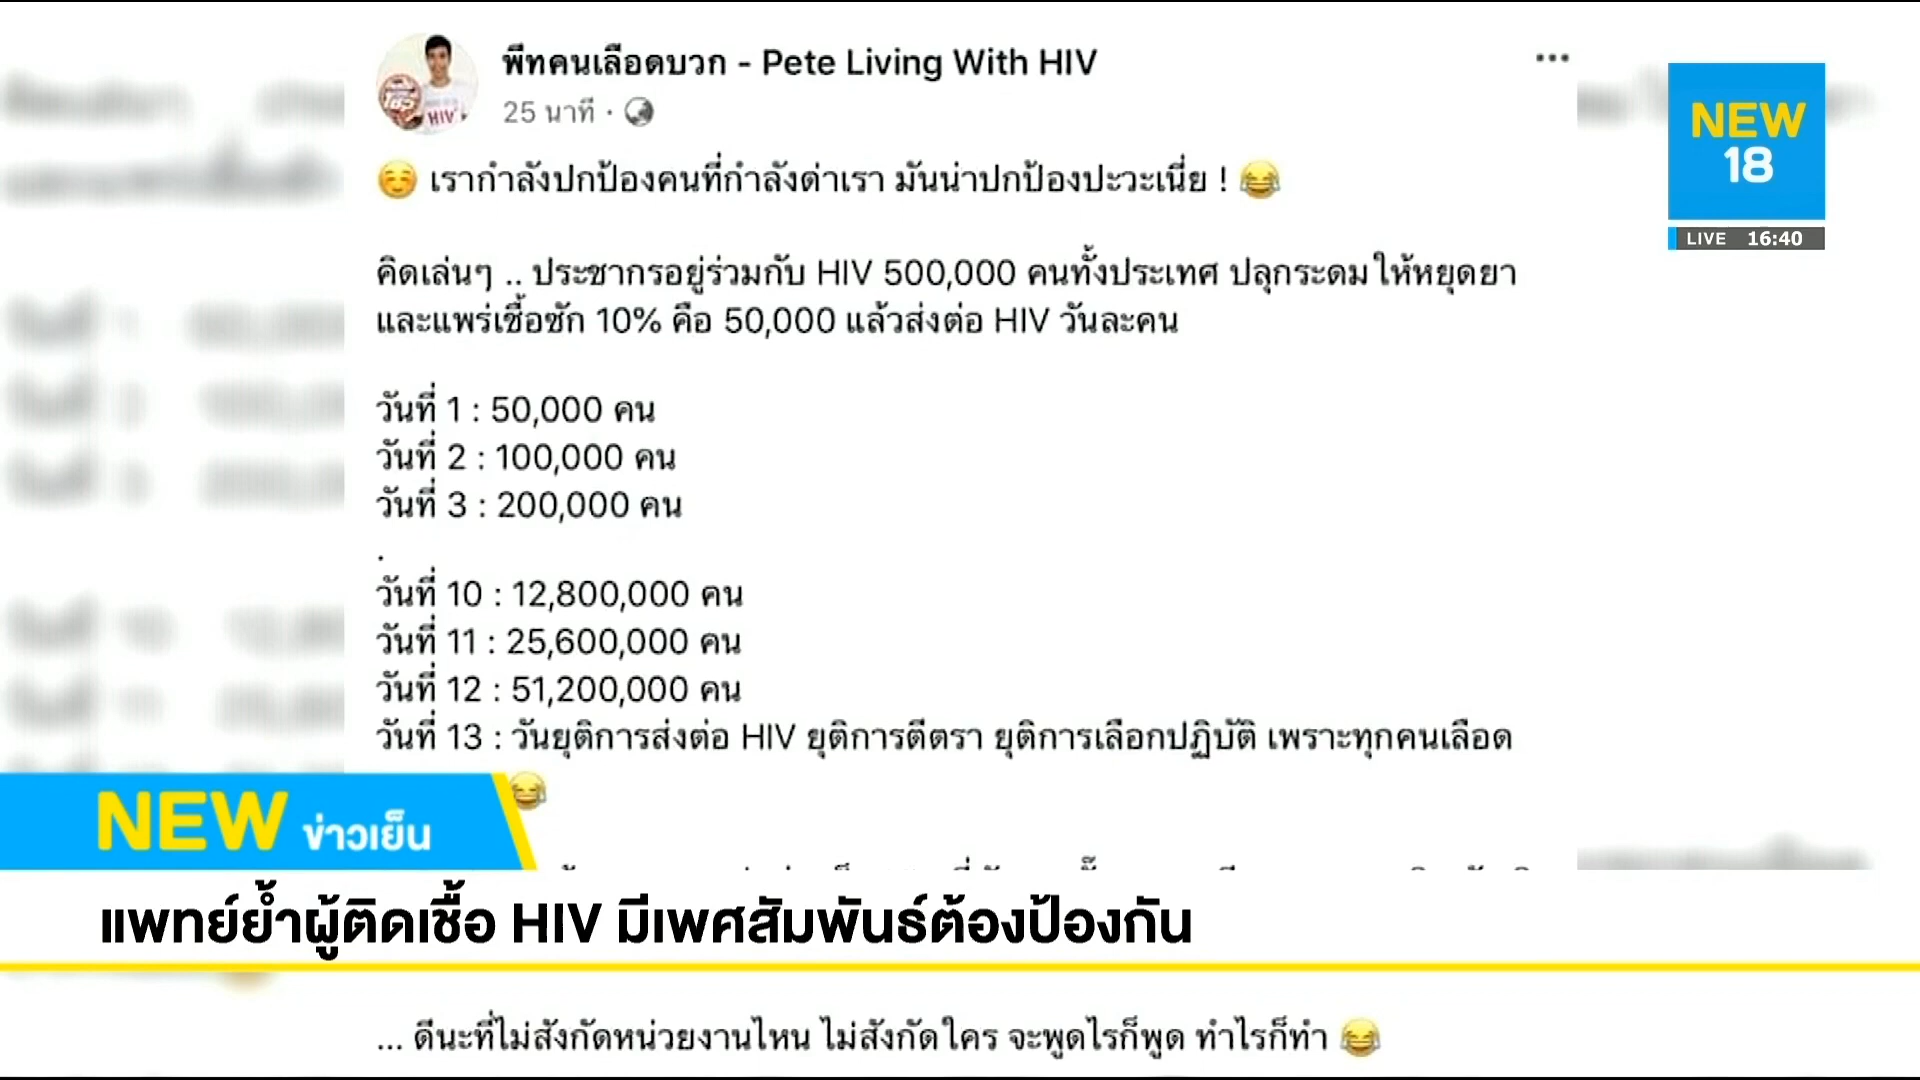 พีทคนเลือดบวก - Pete Living With HIV
25 นาที ·
เรากำลังปกป้องคนที่กำลังด่าเรา มันน่าปกป้องปะวะเนี่ย !
คิดเล่นๆ .. ประชากรอยู่ร่วมกับ HIV 500,000 คนทั้งประเทศ ปลุกระดมให้หยุดยา
และแพร่เชื้อซัก 10% คือ 50,000 แล้วส่งต่อ HIV วันละคน
วันที่ 1 : 50,000 คน
วันที่ 2 : 100,000 คน
วันที่ 3 : 200,000 คน
.
วันที่ 10 : 12,800,000 คน
วันที่ 11 : 25,600,000 คน
วันที่ 12 : 51,200,000 คน
วันที่ 13 : วันยุติการส่งต่อ HIV ยุติการตีตรา ยุติการเลือกปฏิบัติ เพราะทุกคนเลือด
NEW
18
LIVE 16:40
NEW ข่าวเย็น
แพทย์ย้ำผู้ติดเชื้อ HIV มีเพศสัมพันธ์ต้องป้องกัน
... ดีนะที่ไม่สังกัดหน่วยงานไหน ไม่สังกัดใคร จะพูดไรก็พูด ทำไรก็ทำ